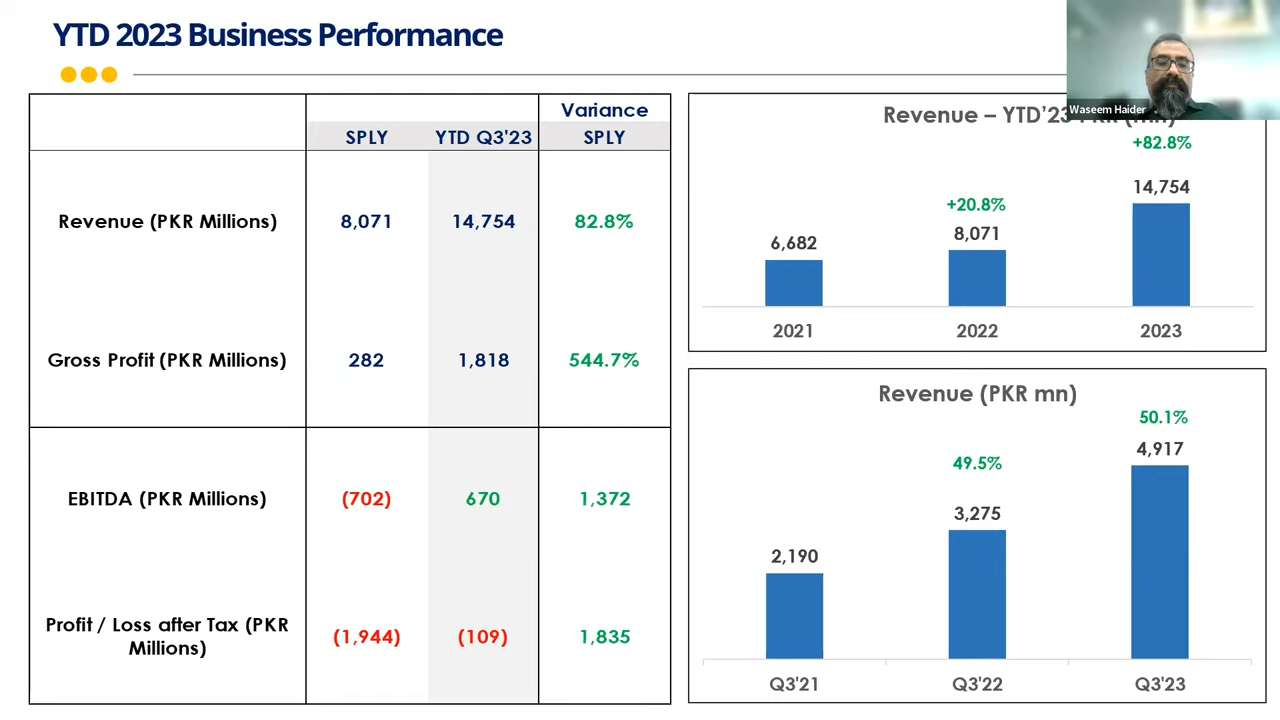 YTD 2023 Business Performance
Variance
SPLY YTD Q3'23 SPLY
Revenue (PKR Millions) 8,071 14,754 82.8%
Gross Profit (PKR Millions) 282 1,818 544.7%
EBITDA (PKR Millions) (702) 670 1,372
Profit / Loss after Tax (PKR
Millions) (1,944) (109) 1,835
Waseem Haider
Revenue – YTD'23 PKR (mn)
+82.8%
14,754
+20.8%
8,071
6,682
2021 2022 2023
Revenue (PKR mn)
50.1%
4,917
49.5%
3,275
2,190
Q3'21 Q3'22 Q3'23